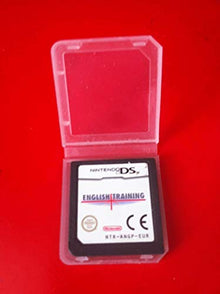 NINTENDO DS
ENGLISH TRAINING
Nintendo
CE
NTR-ANGP-EUR